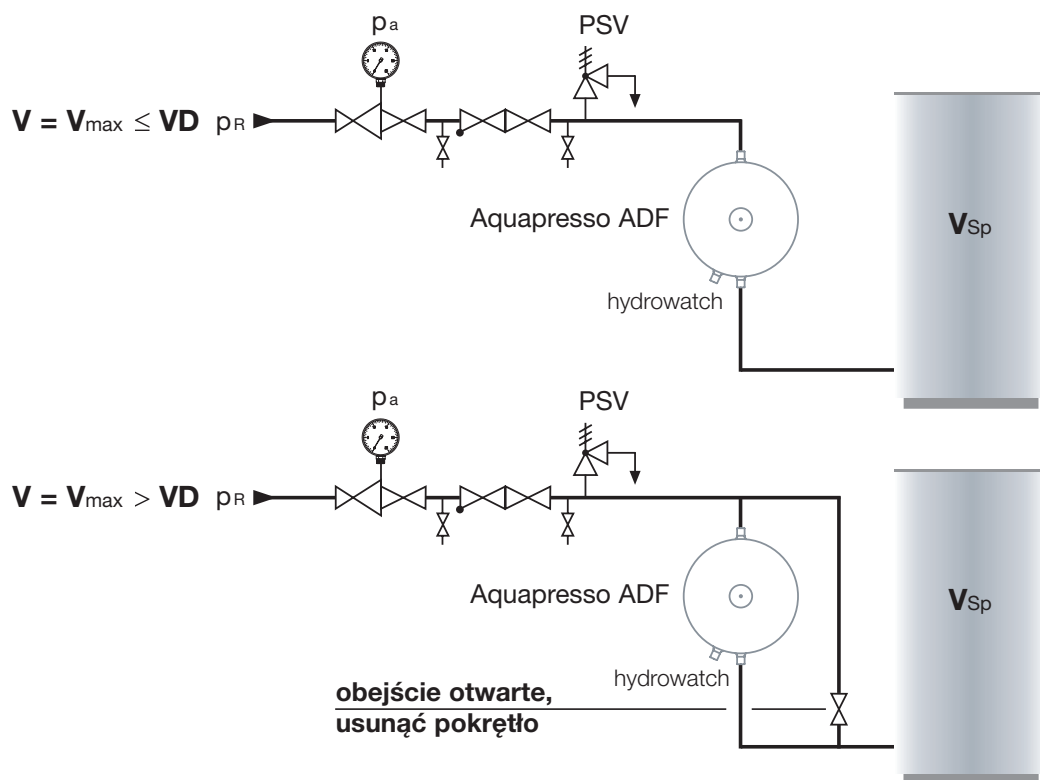 pa
PSV
V = Vmax ≤ VD pR
Aquapresso ADF
VSp
hydrowatch
pa
PSV
V = Vmax > VD pR
Aquapresso ADF
VSp
hydrowatch
obejście otwarte,
usunąć pokrętło